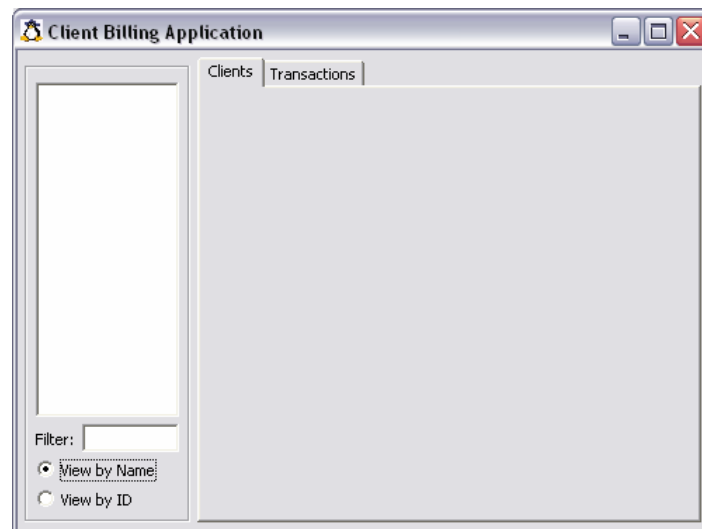 Client Billing Application
Clients
Transactions
Filter:
View by Name
View by ID